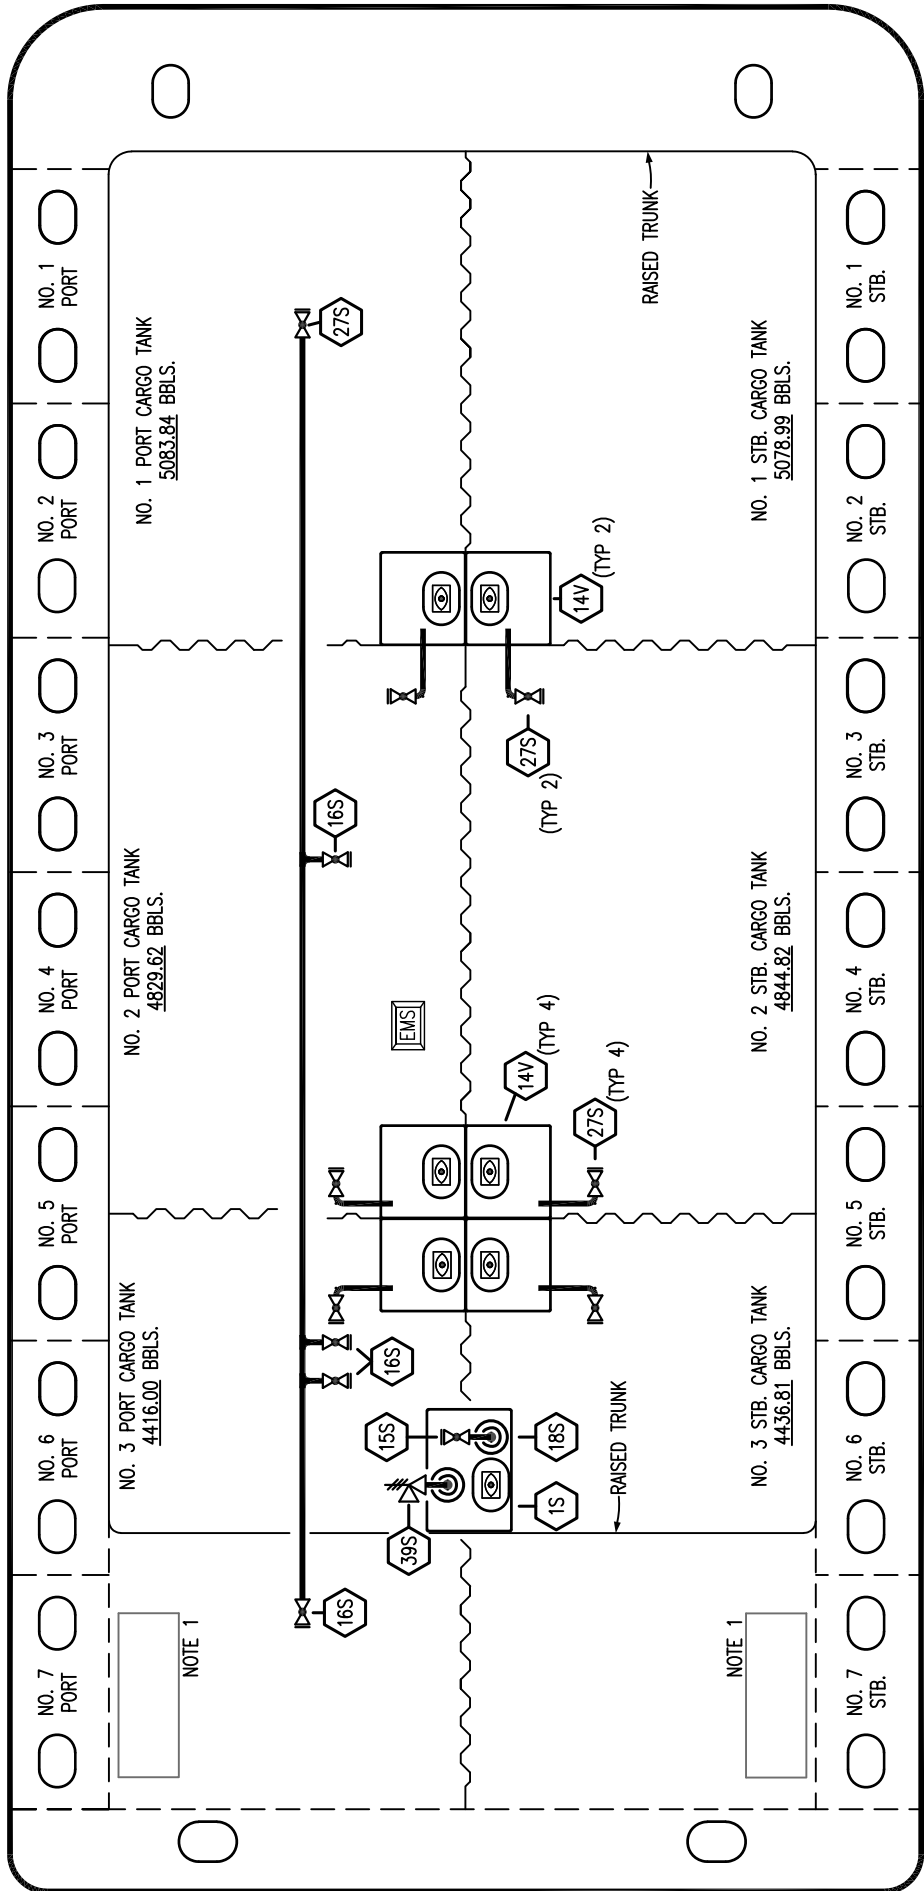 NO. 1
PORT
NO. 2
PORT
NO. 3
PORT
NO. 4
PORT
NO. 5
PORT
NO. 6
PORT
NO. 7
PORT
NO. 1 PORT CARGO TANK
5083.84 BBLS.
NO. 2 PORT CARGO TANK
4829.62 BBLS.
NO. 3 PORT CARGO TANK
4416.00 BBLS.
NOTE 1
27S
16S
16S
16S
EMS
15S
39S
18S
1S
14V
(TYP 2)
27S
(TYP 2)
14V
(TYP 4)
27S
(TYP 4)
RAISED TRUNK
RAISED TRUNK
NO. 1 STB. CARGO TANK
5078.99 BBLS.
NO. 2 STB. CARGO TANK
4844.82 BBLS.
NO. 3 STB. CARGO TANK
4436.81 BBLS.
NOTE 1
NO. 1
STB.
NO. 2
STB.
NO. 3
STB.
NO. 4
STB.
NO. 5
STB.
NO. 6
STB.
NO. 7
STB.